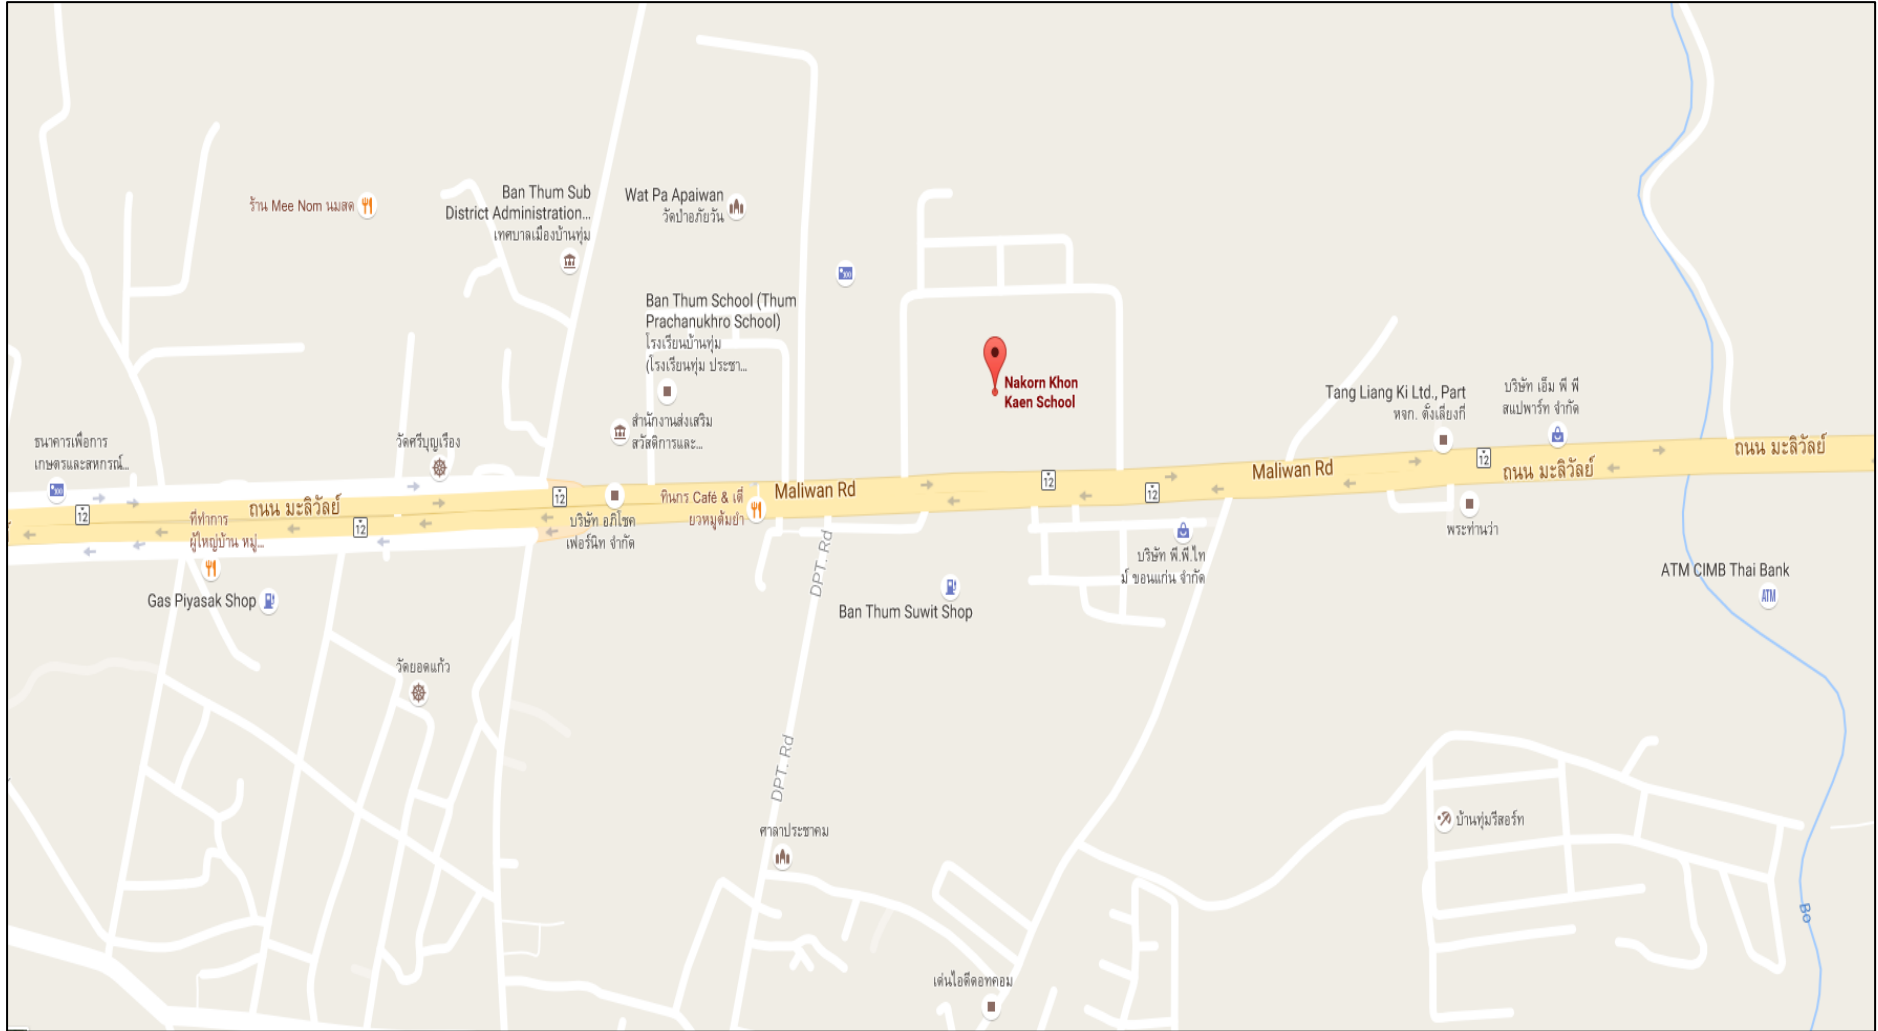 Ban Thum Sub
District Administration...
เทศบาลเมืองบ้านทุ่ม
Wat Pa Apaiwan
วัดป่าอภัยวัน
ร้าน Mee Nom นมสด
Ban Thum School (Thum
Prachanukhro School)
โรงเรียนบ้านทุ่ม
(โรงเรียนทุ่ม ประชา...
100
Nakorn Khon
Kaen School
Tang Liang Ki Ltd., Part
หจก. ตั้งเลี่ยงกี่
บริษัท เอ็ม พี พี
สแปพาร์ท จำกัด
สำนักงานส่งเสริม
สวัสดิการและ...
วัดศรีบุญเรือง
ธนาคารเพื่อการ
เกษตรและสหกรณ์...
100
ถนน มะลิวัลย์
Maliwan Rd
ถนน มะลิวัลย์
12
12
12
Maliwan Rd
12
ทินกร Café & เตี๋
ยวหมูต้มยำ
ถนน มะลิวัลย์
12
12
ที่ทำการ
ผู้ใหญ่บ้าน หมู่...
บริษัท อภิโชค
เฟอร์นิท จำกัด
พระท่านว่า
บริษัท พี.พี.ไท
ม์ ขอนแก่น จำกัด
DPT. Rd
ATM CIMB Thai Bank
ATM
Gas Piyasak Shop
Ban Thum Suwit Shop
วัดยอดแก้ว
DPT. Rd
บ้านทุ่มรีสอร์ท
ศาลาประชาคม
Bo
เด่นไอดีดอทคอม